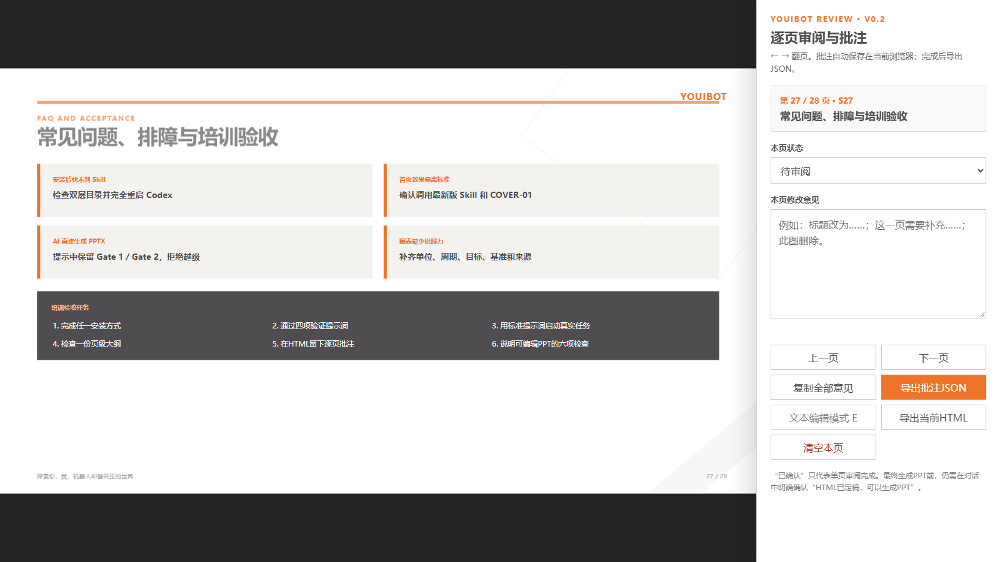 YOUIBOT
FAQ AND ACCEPTANCE
常见问题、排障与培训验收
安装后找不到 Skill
检查双层目录并完全重启 Codex
首页效果偏离标准
确认调用最新版 Skill 和 COVER-01
AI 直接生成 PPTX
提示中保留 Gate 1 / Gate 2，拒绝越级
图表缺少说服力
补齐单位、周期、目标、基准和来源
培训验收任务
1. 完成任一安装方式
2. 通过四项验证提示词
3. 用标准提示词启动真实任务
4. 检查一份页级大纲
5. 在HTML留下逐页批注
6. 说明可编辑PPT的六项检查
探索你、我、机器人和谐共生的世界
27 / 28
YOUIBOT REVIEW • V0.2
逐页审阅与批注
← → 翻页。批注自动保存在当前浏览器；完成后导出
JSON。
第 27 / 28 页 • S27
常见问题、排障与培训验收
本页状态
待审阅
本页修改意见
例如：标题改为……；这一页需要补充……；
此图删除。
上一页
下一页
复制全部意见
导出批注JSON
文本编辑模式 E
导出当前HTML
清空本页
“已确认”只代表单页审阅完成。最终生成PPT前，仍需在对话
中明确确认“HTML已定稿，可以生成PPT”。